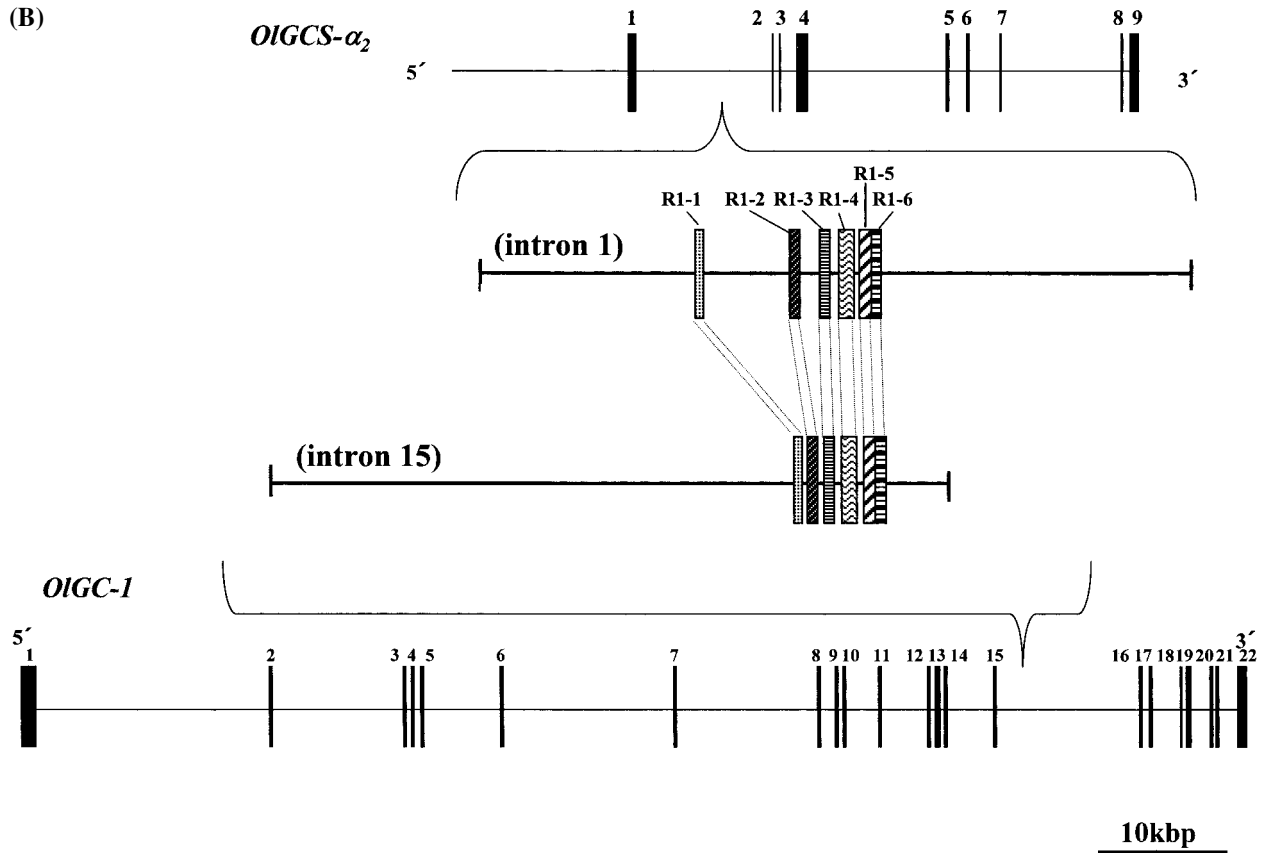 (B)
OlGCS-α2
1 2 3 4 5 6 7 8 9
5´ 3´
R1-1 R1-2 R1-3 R1-4 R1-5 R1-6
(intron 1)
(intron 15)
OlGC-1
5´ 3´
1 2 3 4 5 6 7 8 9 10 11 12 13 14 15 16 17 18 19 20 21 22
10kbp